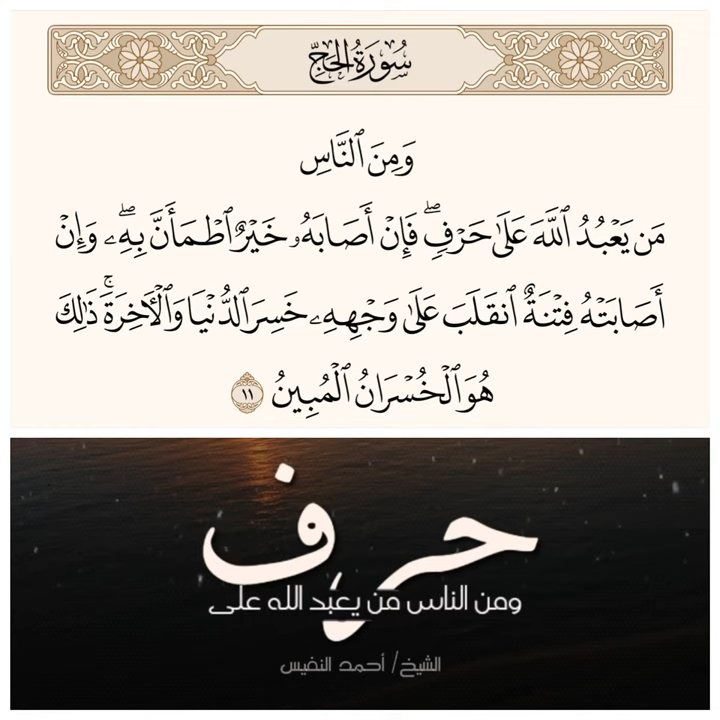 سُورَةُ الحَجِّ
وَمِنَ ٱلنَّاسِ
مَن يَعۡبُدُ ٱللَّهَ عَلَىٰ حَرۡفٖۖ فَإِنۡ أَصَابَهُۥ خَيۡرٌ ٱطۡمَأَنَّ بِهِۦۖ وَإِنۡ
أَصَابَتۡهُ فِتۡنَةٌ ٱنقَلَبَ عَلَىٰ وَجۡهِهِۦ خَسِرَ ٱلدُّنۡيَا وَٱلۡأٓخِرَةَۚ ذَٰلِكَ
هُوَ ٱلۡخُسۡرَانُ ٱلۡمُبِينُ ١١
حرف
ومن الناس من يعبد الله على
الشيخ/ أحمد النفيس